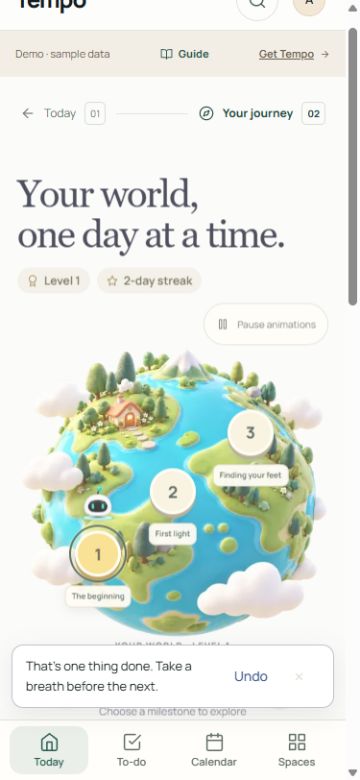 Tempo
A
Demo · sample data
Guide
Get Tempo →
← Today 01
Your journey 02
Your world,
one day at a time.
Level 1
2-day streak
Pause animations
3
Finding your feet
2
First light
1
The beginning
That's one thing done. Take a
breath before the next.
Undo ×
Choose a milestone to explore
Today
To-do
Calendar
Spaces